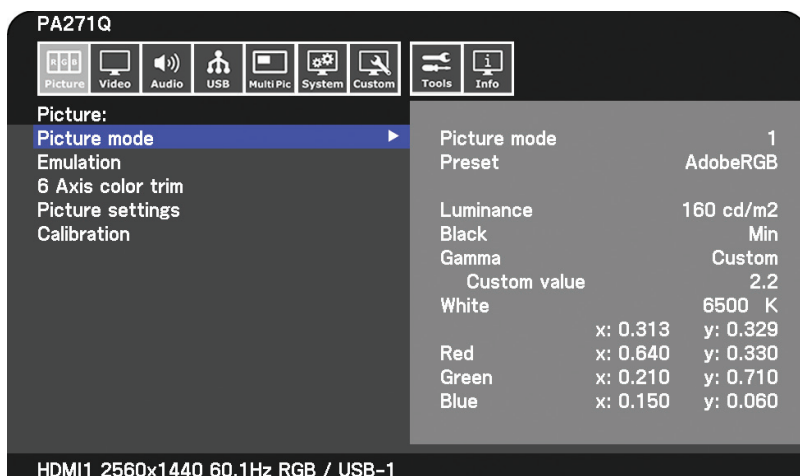 PA271Q
RGB
Picture Video Audio USB MultiPic System Custom Tools Info
Picture:
Picture mode
Emulation
6 Axis color trim
Picture settings
Calibration
Picture mode 1
Preset AdobeRGB
Luminance 160 cd/m2
Black Min
Gamma Custom
Custom value 2.2
White 6500 K
x: 0.313 y: 0.329
Red x: 0.640 y: 0.330
Green x: 0.210 y: 0.710
Blue x: 0.150 y: 0.060
HDMI1 2560x1440 60.1Hz RGB / USB-1